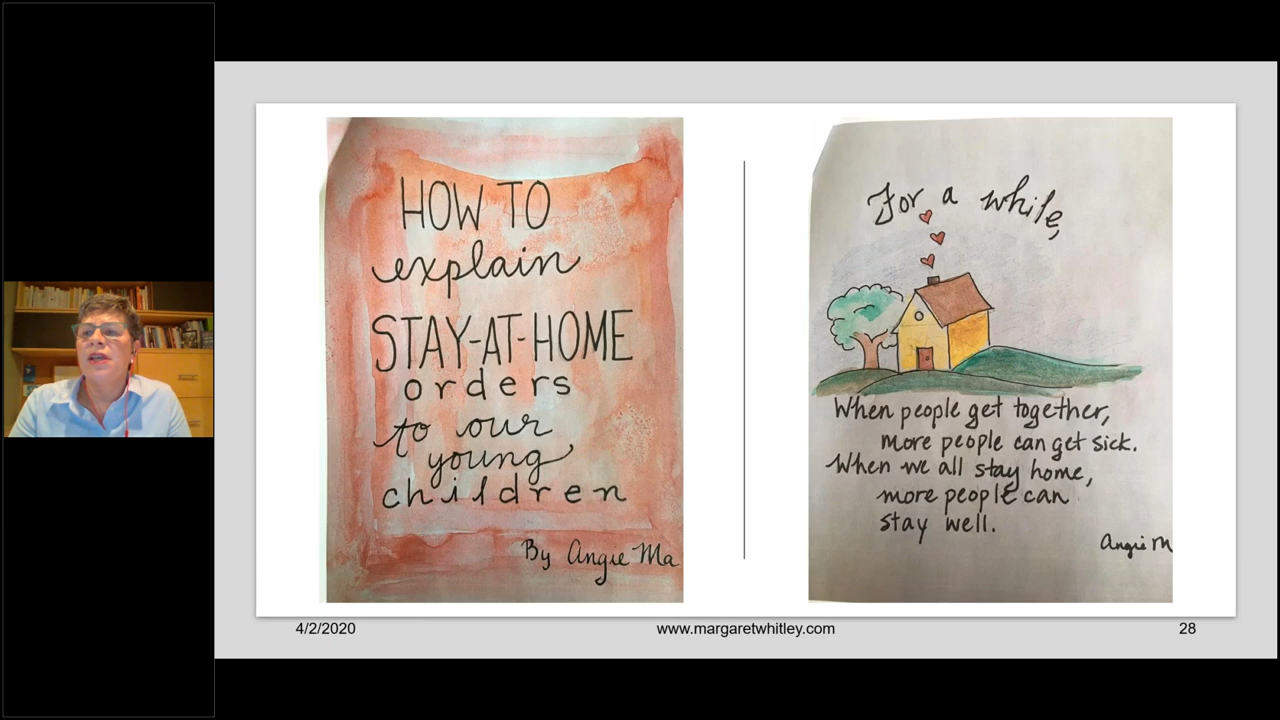 HOW TO
explain
STAY-AT-HOME
orders
to our
young
children
By Angie Ma
For a while,
When people get together,
more people can get sick.
When we all stay home,
more people can
stay well.
Angie M
4/2/2020
www.margaretwhitley.com
28